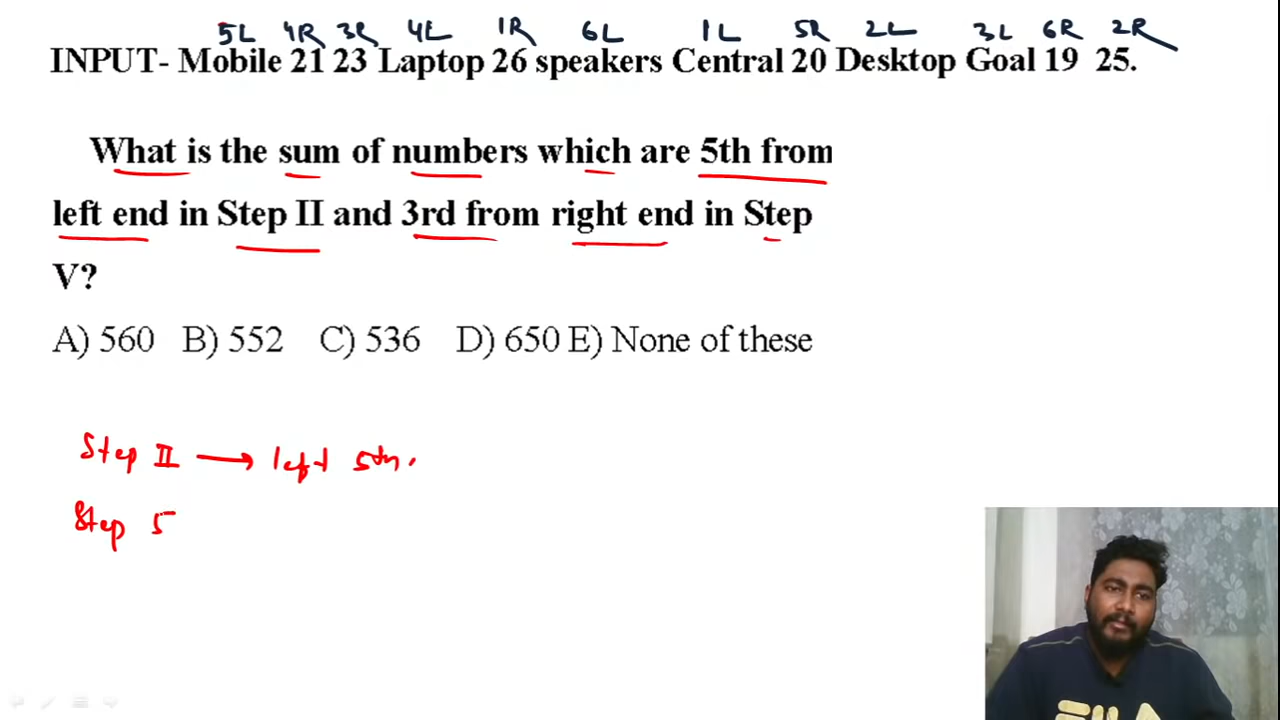 5L 4R 3R 4L 1R 6L 1L 5R 2L 3L 6R 2R
INPUT- Mobile 21 23 Laptop 26 speakers Central 20 Desktop Goal 19 25.
What is the sum of numbers which are 5th from
left end in Step II and 3rd from right end in Step
V?
A) 560 B) 552 C) 536 D) 650 E) None of these
Step II → left 5th.
Step 5
FILA